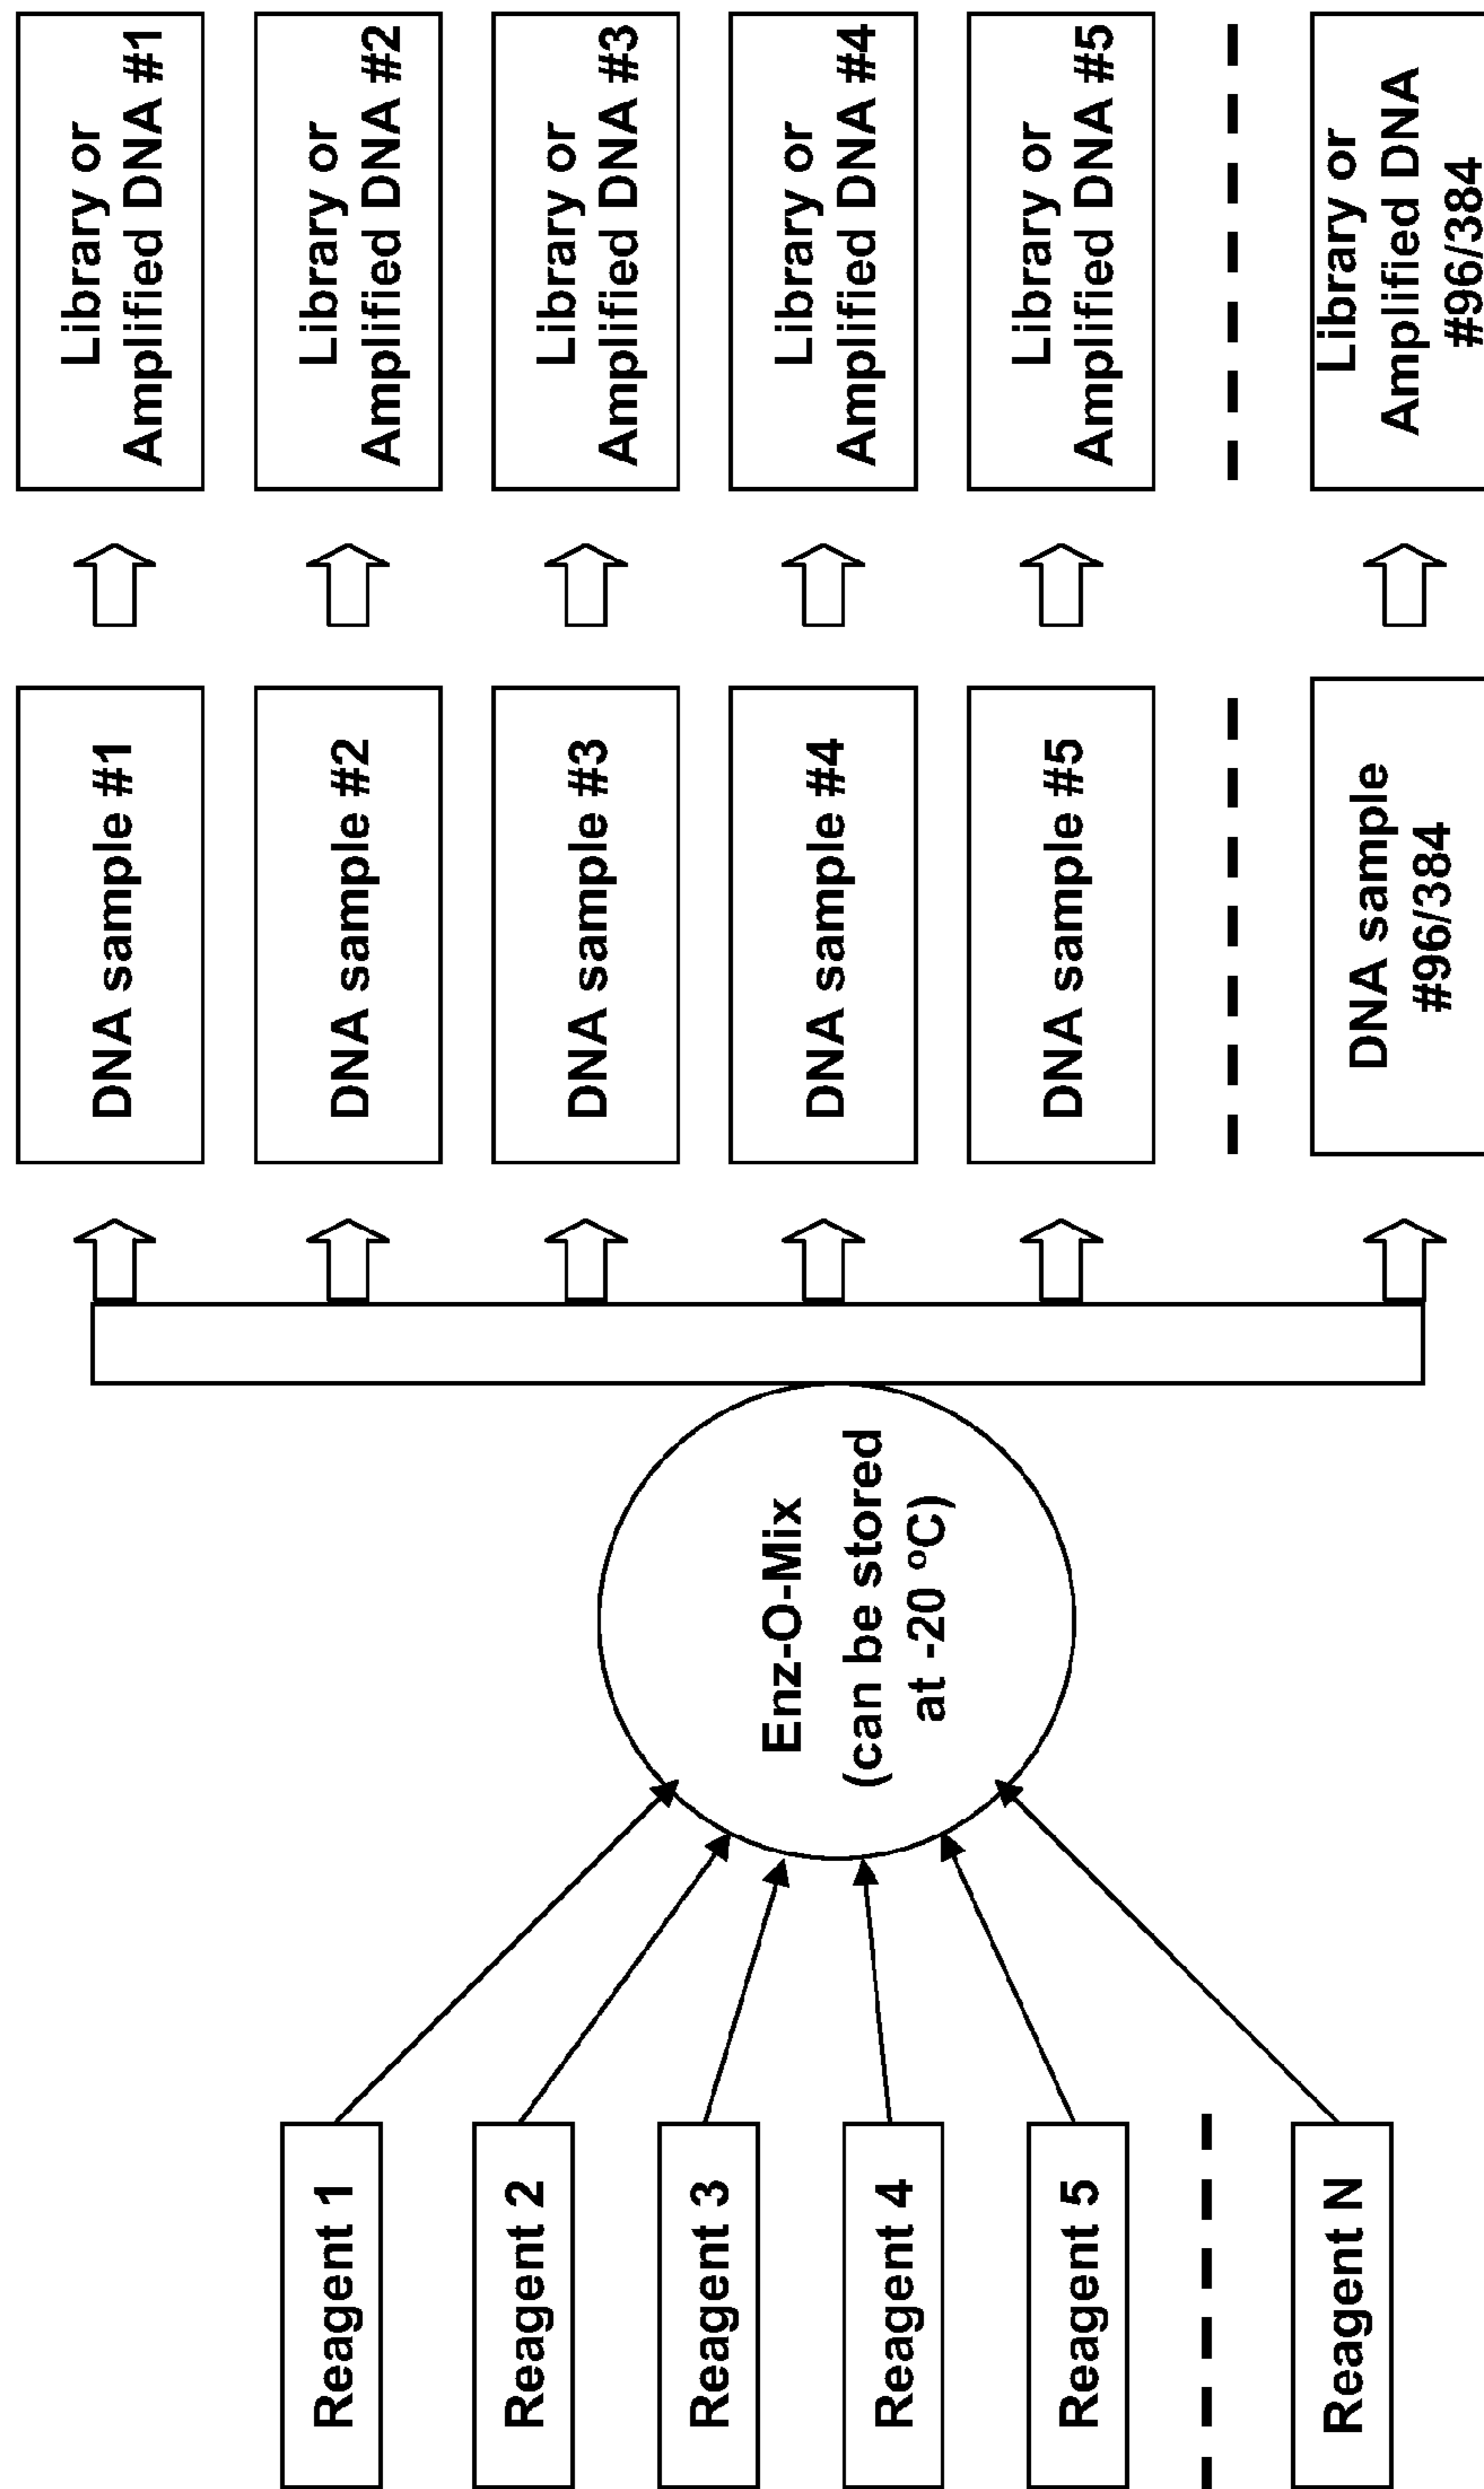 Reagent 1
Reagent 2
Reagent 3
Reagent 4
Reagent 5
Reagent N
Enz-O-Mix
(can be stored
at -20 °C)
DNA sample #1
DNA sample #2
DNA sample #3
DNA sample #4
DNA sample #5
DNA sample
#96/384
Library or
Amplified DNA #1
Library or
Amplified DNA #2
Library or
Amplified DNA #3
Library or
Amplified DNA #4
Library or
Amplified DNA #5
Library or
Amplified DNA
#96/384